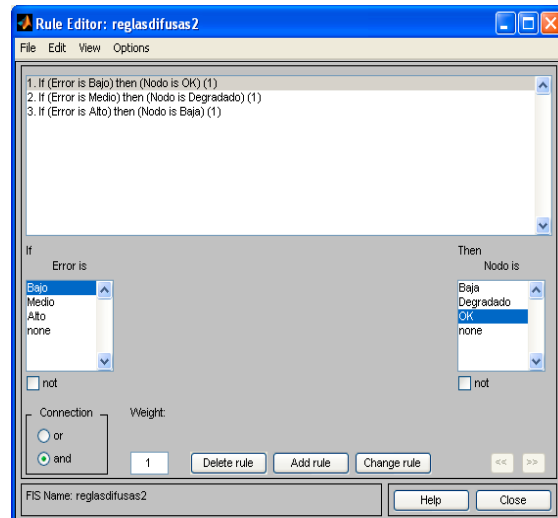 Rule Editor: reglasdifusas2
File Edit View Options
1. If (Error is Bajo) then (Nodo is OK) (1)
2. If (Error is Medio) then (Nodo is Degradado) (1)
3. If (Error is Alto) then (Nodo is Baja) (1)
If
Then
Error is
Nodo is
Bajo
Medio
Alto
none
Baja
Degradado
OK
none
not
not
Connection
Weight:
or
and
1
Delete rule
Add rule
Change rule
<<
>>
FIS Name: reglasdifusas2
Help
Close